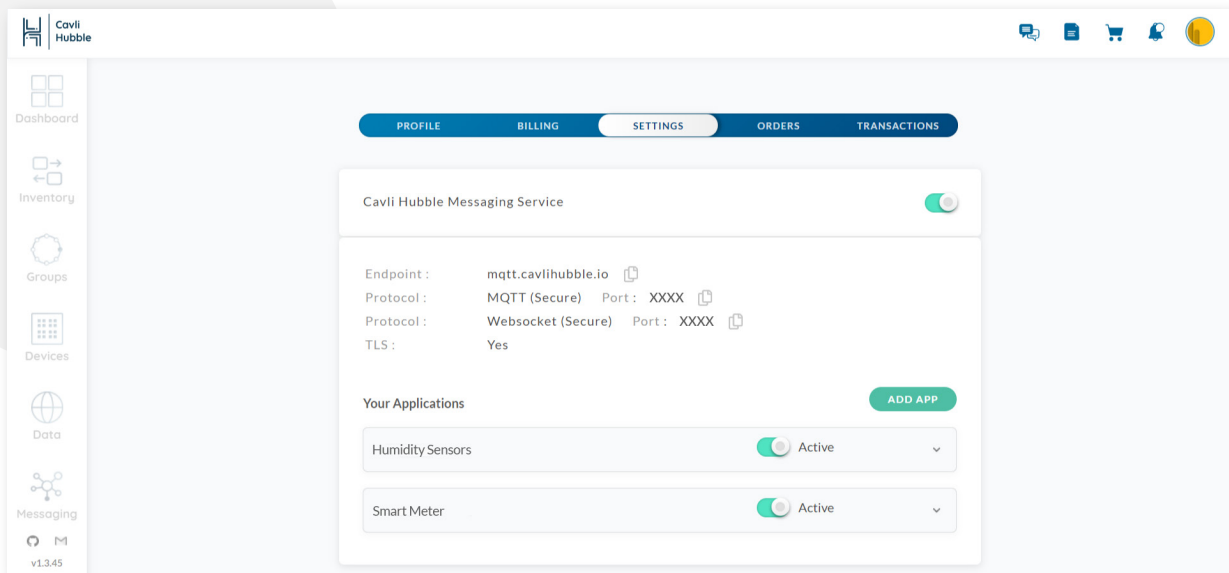 Cavli
Hubble
Dashboard
Inventory
Groups
Devices
Data
Messaging
v1.3.45
PROFILE BILLING SETTINGS ORDERS TRANSACTIONS
Cavli Hubble Messaging Service
Endpoint : mqtt.cavlihubble.io
Protocol : MQTT (Secure) Port : XXXX
Protocol : Websocket (Secure) Port : XXXX
TLS : Yes
Your Applications ADD APP
Humidity Sensors Active
Smart Meter Active